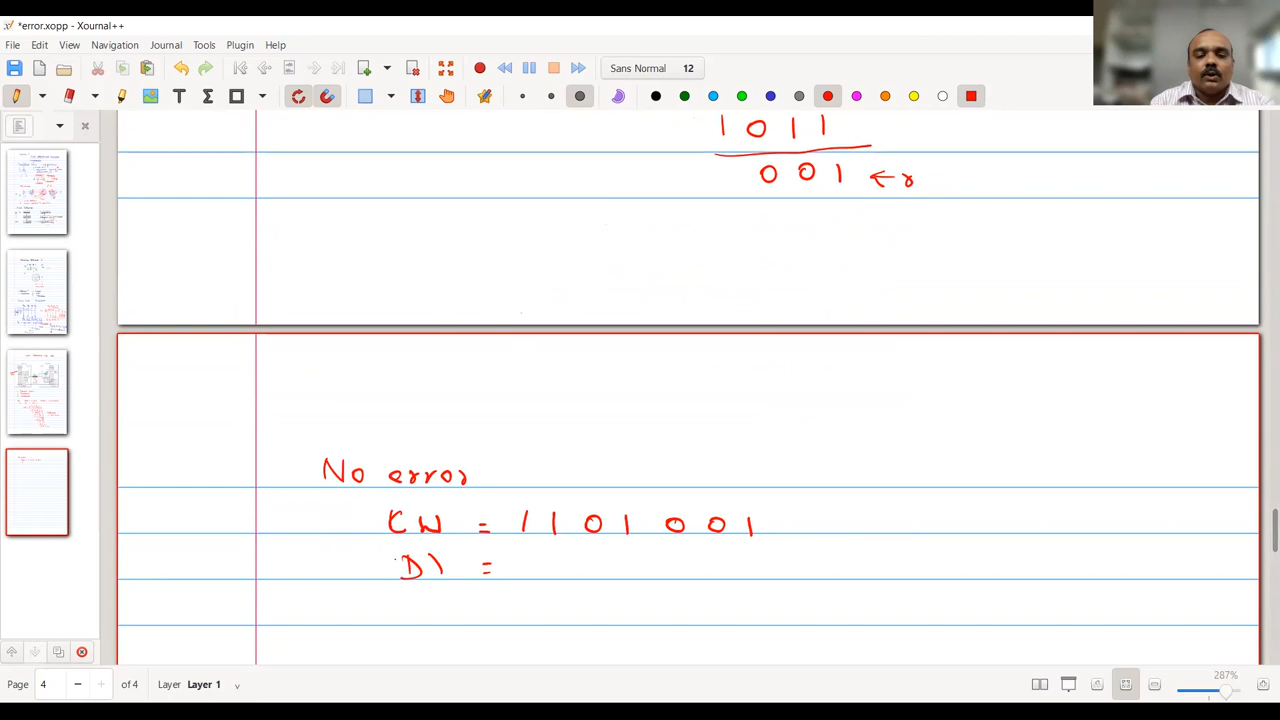 *error.xopp - Xournal++
File Edit View Navigation Journal Tools Plugin Help
Sans Normal 12
1 0 1 1
0 0 1 ← r
No error
CW = 1 1 0 1 0 0 1
D) =
Page 4 of 4 Layer Layer 1 287%